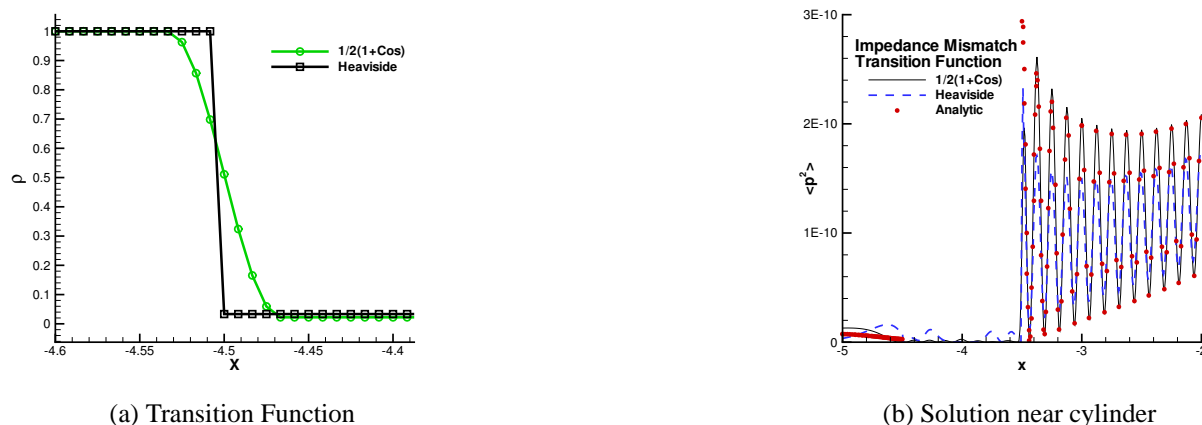 1
0.9
0.8
0.7
0.6
0.5
0.4
0.3
0.2
0.1
0
ρ
-4.6
-4.55
-4.5
-4.45
-4.4
X
1/2(1+Cos)
Heaviside
(a) Transition Function
3E-10
2E-10
1E-10
0
<p²>
-5
-4
-3
-2
x
Impedance Mismatch
Transition Function
1/2(1+Cos)
Heaviside
Analytic
(b) Solution near cylinder